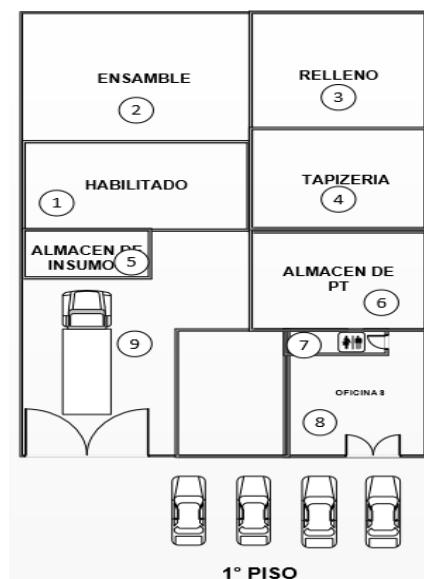 ENSAMBLE
2
RELLENO
3
HABILITADO
1
TAPIZERIA
4
ALMACEN DE
INSUMO
5
ALMACEN DE
PT
6
9
7
OFICINA 8
8
1° PISO